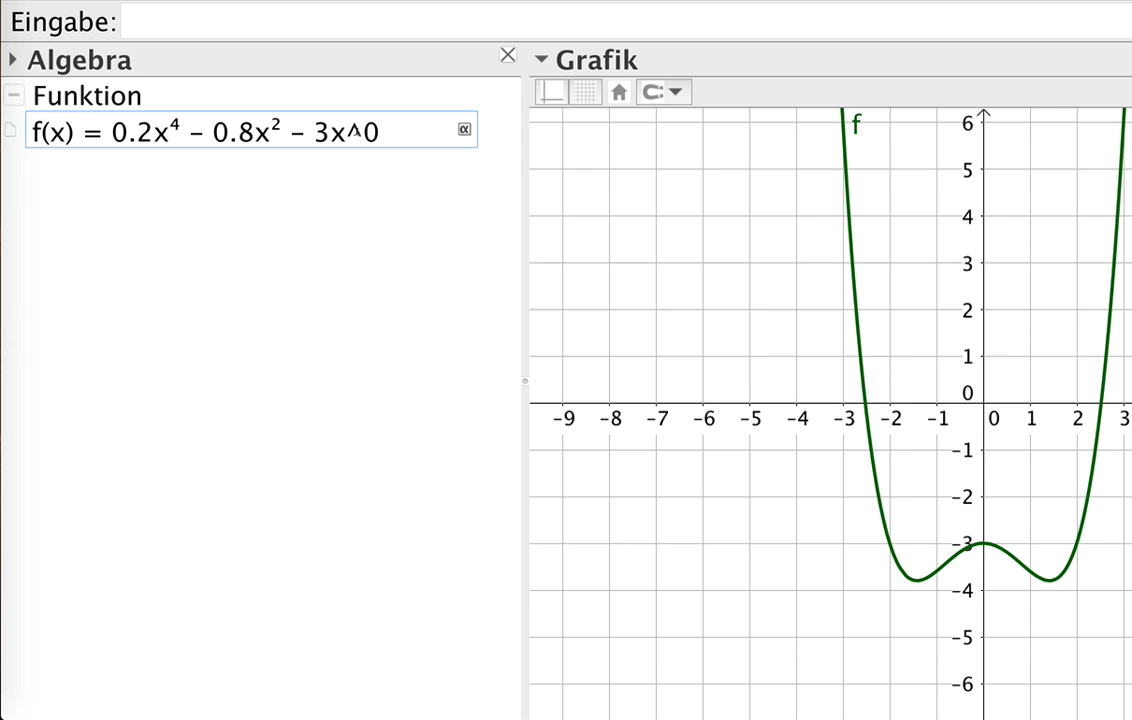 Eingabe:
Algebra
Grafik
Funktion
f(x) = 0.2x⁴ – 0.8x² – 3x^0
α
f
6
5
4
3
2
1
0
-9 -8 -7 -6 -5 -4 -3 -2 -1 0 1 2 3
-1
-2
-3
-4
-5
-6